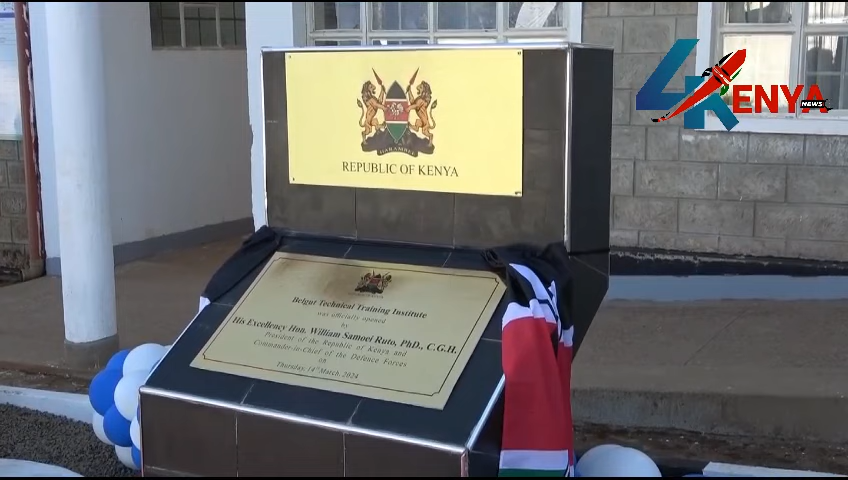 4KENYA
NEWS
HARAMBEE
REPUBLIC OF KENYA
Belgut Technical Training Institute
was officially opened
by
His Excellency Hon. William Samoei Ruto, PhD., C.G.H.
President of the Republic of Kenya and
Commander-in-Chief of the Defence Forces
on
Thursday, 14th March, 2024